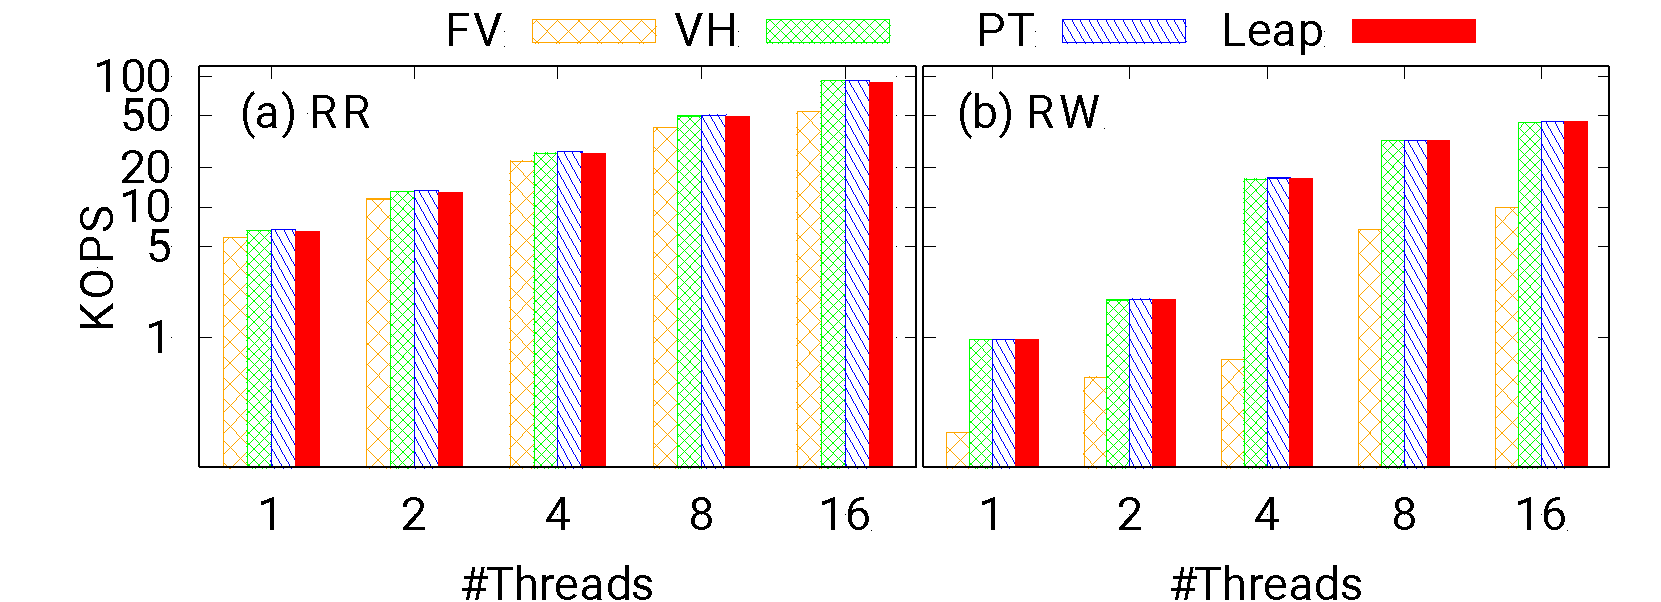 FV VH PT Leap
KOPS
100
50
20
10
5
1
(a) RR
(b) RW
1 2 4 8 16
1 2 4 8 16
#Threads
#Threads